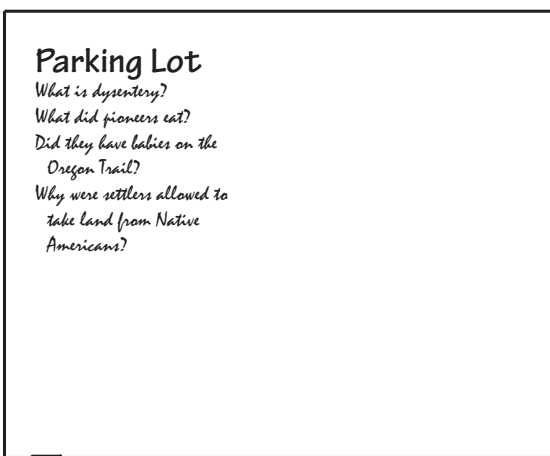 Parking Lot
What is dysentery?
What did pioneers eat?
Did they have babies on the
Oregon Trail?
Why were settlers allowed to
take land from Native
Americans?